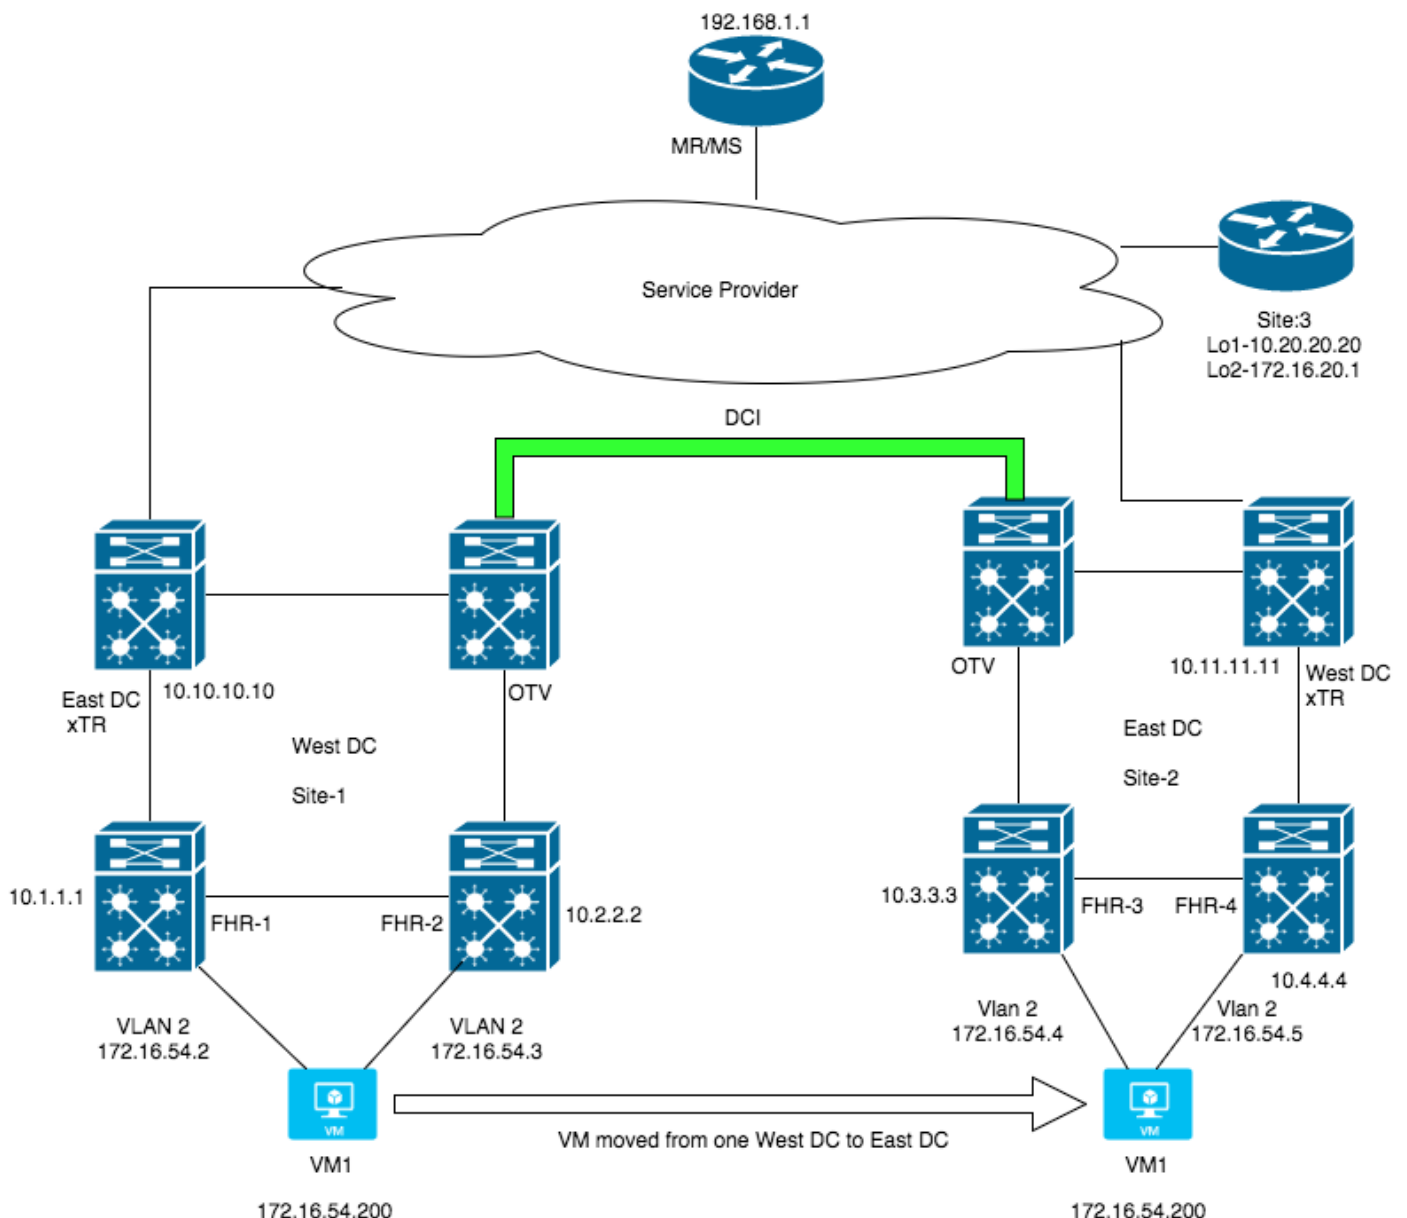 192.168.1.1
MR/MS
Service Provider
Site:3
Lo1-10.20.20.20
Lo2-172.16.20.1
DCI
East DC
xTR
10.10.10.10
OTV
West DC
Site-1
OTV
10.11.11.11
West DC
xTR
East DC
Site-2
10.1.1.1
FHR-1
FHR-2
10.2.2.2
10.3.3.3
FHR-3
FHR-4
10.4.4.4
VLAN 2
172.16.54.2
VLAN 2
172.16.54.3
Vlan 2
172.16.54.4
Vlan 2
172.16.54.5
VM
VM
VM moved from one West DC to East DC
VM1
172.16.54.200
VM1
172.16.54.200